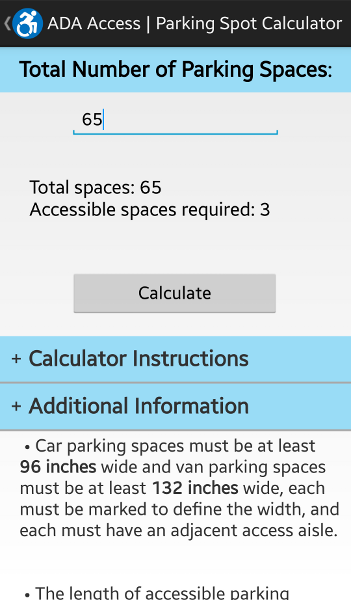 ADA Access | Parking Spot Calculator
Total Number of Parking Spaces:
65
Total spaces: 65
Accessible spaces required: 3
Calculate
+ Calculator Instructions
+ Additional Information
• Car parking spaces must be at least
96 inches wide and van parking spaces
must be at least 132 inches wide, each
must be marked to define the width, and
each must have an adjacent access aisle.
• The length of accessible parking